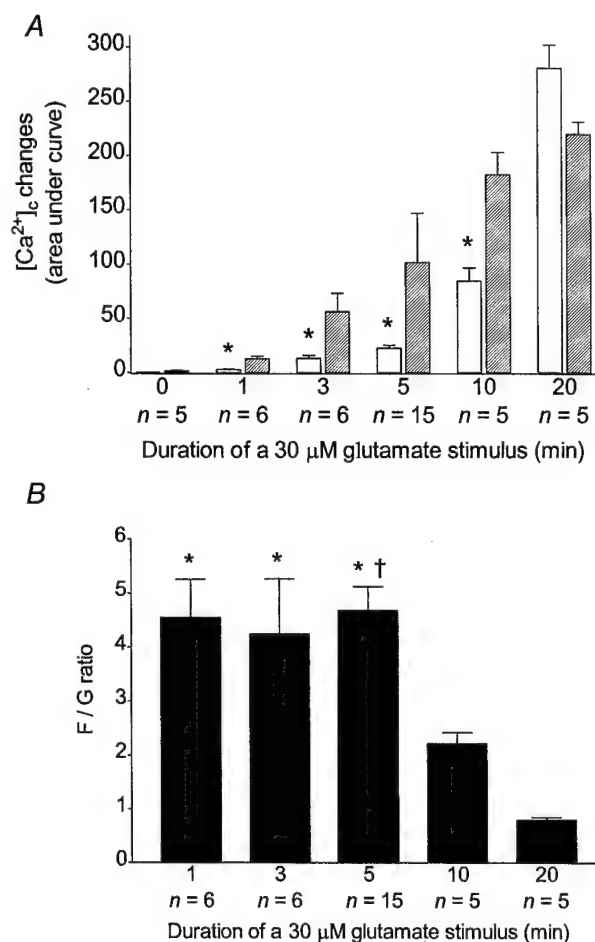 A
[Ca²⁺]c changes
(area under curve)
300
250
200
150
100
50
0
*
*
*
*
0 1 3 5 10 20
n = 5 n = 6 n = 6 n = 15 n = 5 n = 5
Duration of a 30 μM glutamate stimulus (min)
B
F / G ratio
6
5
4
3
2
1
0
* * * †
1 3 5 10 20
n = 6 n = 6 n = 15 n = 5 n = 5
Duration of a 30 μM glutamate stimulus (min)